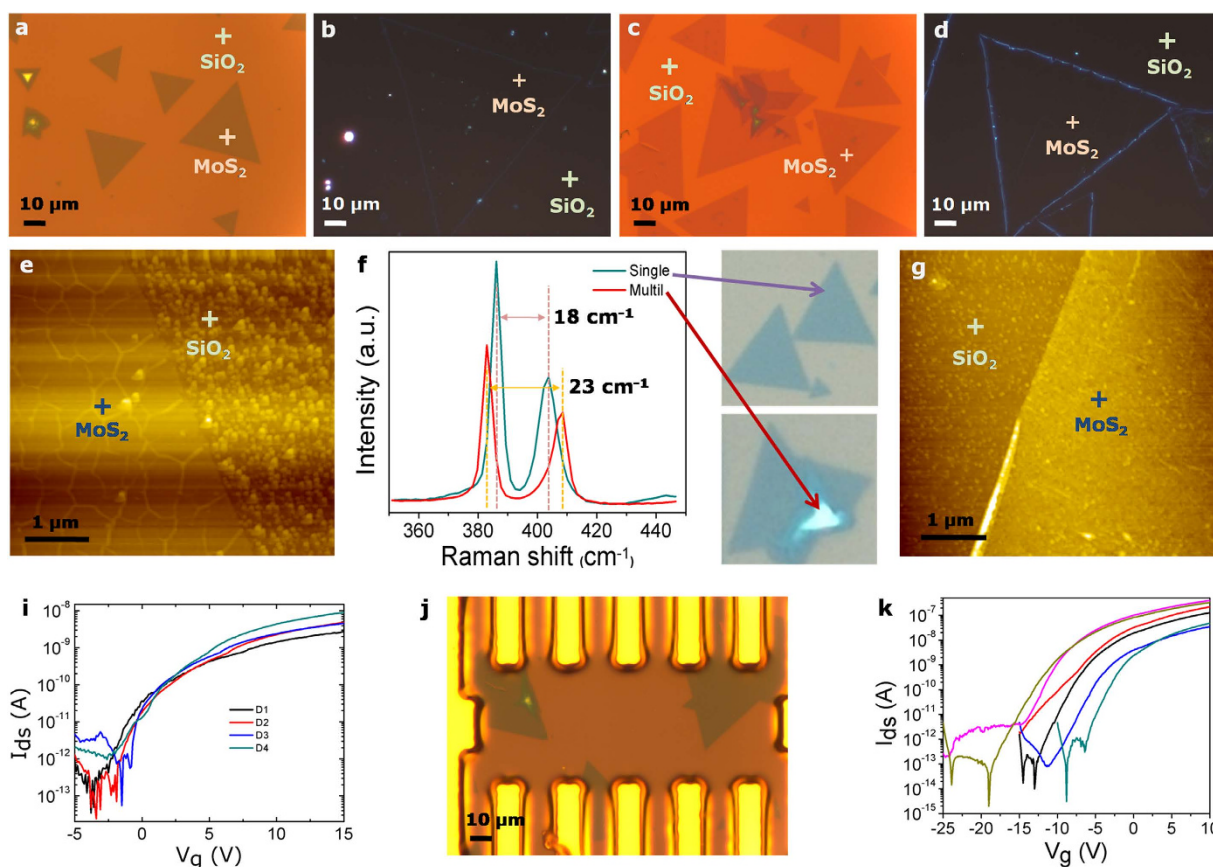 a
+
SiO₂
+
MoS₂
10 µm
b
+
MoS₂
+
SiO₂
10 µm
c
+
SiO₂
MoS₂ +
10 µm
d
+
SiO₂
+
MoS₂
10 µm
e
+
SiO₂
+
MoS₂
1 µm
f
Single
Multil
18 cm⁻¹
23 cm⁻¹
Intensity (a.u.)
360 380 400 420 440
Raman shift (cm⁻¹)
g
+
SiO₂
+
MoS₂
1 µm
i
10⁻⁸
10⁻⁹
10⁻¹⁰
10⁻¹¹
10⁻¹²
10⁻¹³
Ids (A)
D1
D2
D3
D4
-5 0 5 10 15
Vg (V)
j
10 µm
k
10⁻⁷
10⁻⁸
10⁻⁹
10⁻¹⁰
10⁻¹¹
10⁻¹²
10⁻¹³
10⁻¹⁴
10⁻¹⁵
Ids (A)
-25 -20 -15 -10 -5 0 5 10
Vg (V)